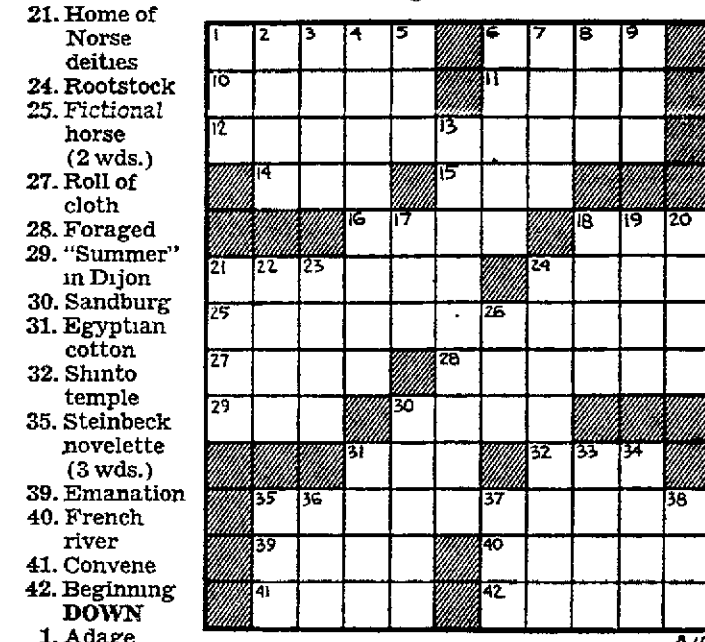 21. Home of
Norse
deities
24. Rootstock
25. Fictional
horse
(2 wds.)
27. Roll of
cloth
28. Foraged
29. "Summer"
in Dijon
30. Sandburg
31. Egyptian
cotton
32. Shinto
temple
35. Steinbeck
novelette
(3 wds.)
39. Emanation
40. French
river
41. Convene
42. Beginning
DOWN
1. Adage
1 2 3 4 5 6 7 8 9
10 11
12 13
14 15
16 17 18 19 20
21 22 23 24
25 26
27 28
29 30
31 32 33 34
35 36 37 38
39 40
41 42